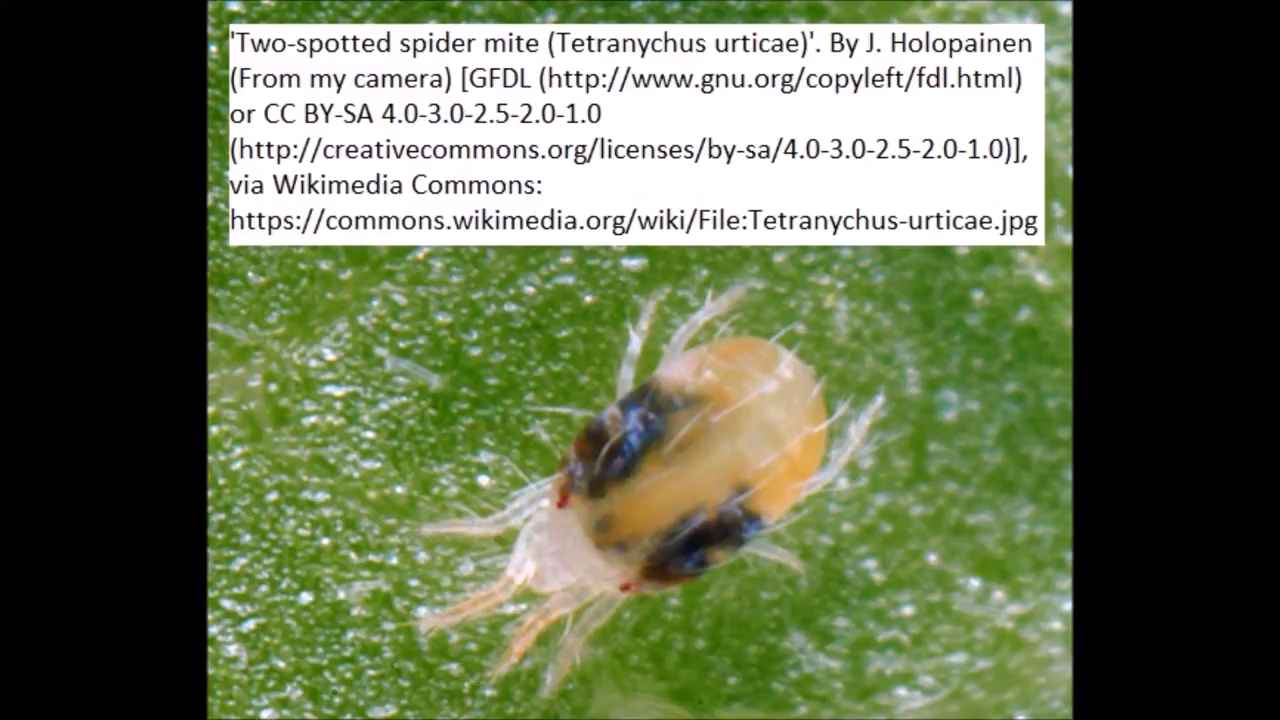 'Two-spotted spider mite (Tetranychus urticae)'. By J. Holopainen
(From my camera) [GFDL (http://www.gnu.org/copyleft/fdl.html)
or CC BY-SA 4.0-3.0-2.5-2.0-1.0
(http://creativecommons.org/licenses/by-sa/4.0-3.0-2.5-2.0-1.0)],
via Wikimedia Commons:
https://commons.wikimedia.org/wiki/File:Tetranychus-urticae.jpg